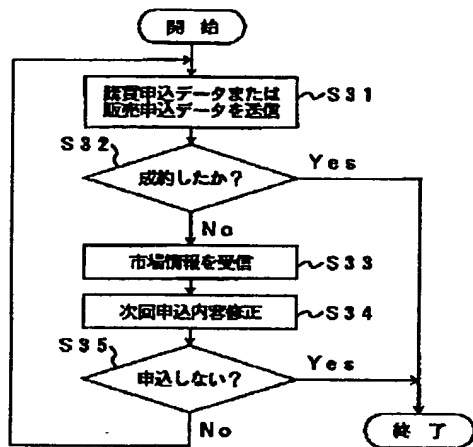 開始
購買申込データまたは
販売申込データを送信
S31
S32
成約したか?
Yes
No
市場情報を受信
S33
次回申込内容修正
S34
S35
申込しない?
Yes
No
終了